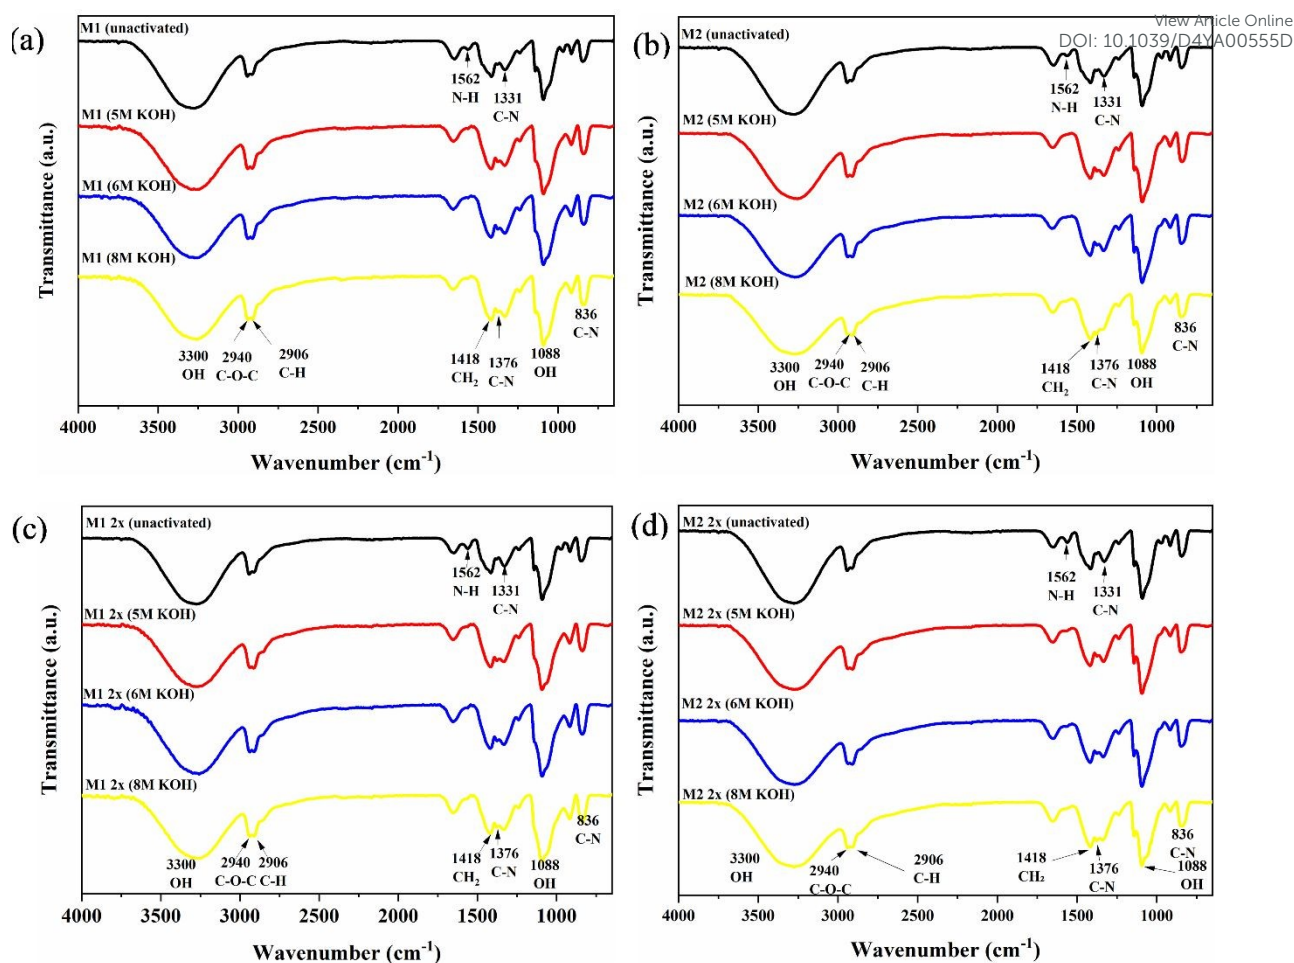 View Article Online
DOI: 10.1039/D4YA00555D
(a)
M1 (unactivated)
1562
N-H
1331
C-N
M1 (5M KOH)
M1 (6M KOH)
M1 (8M KOH)
3300
OH
2940
C-O-C
2906
C-H
1418
CH₂
1376
C-N
1088
OH
836
C-N
Transmittance (a.u.)
4000 3500 3000 2500 2000 1500 1000
Wavenumber (cm⁻¹)
(b)
M2 (unactivated)
1562
N-H
1331
C-N
M2 (5M KOH)
M2 (6M KOH)
M2 (8M KOH)
3300
OH
2940
C-O-C
2906
C-H
1418
CH₂
1376
C-N
1088
OH
836
C-N
Transmittance (a.u.)
4000 3500 3000 2500 2000 1500 1000
Wavenumber (cm⁻¹)
(c)
M1 2x (unactivated)
1562
N-H
1331
C-N
M1 2x (5M KOH)
M1 2x (6M KOH)
M1 2x (8M KOH)
3300
OH
2940
C-O-C
2906
C-H
1418
CH₂
1376
C-N
1088
OH
836
C-N
Transmittance (a.u.)
4000 3500 3000 2500 2000 1500 1000
Wavenumber (cm⁻¹)
(d)
M2 2x (unactivated)
1562
N-H
1331
C-N
M2 2x (5M KOH)
M2 2x (6M KOH)
M2 2x (8M KOH)
3300
OH
2940
C-O-C
2906
C-H
1418
CH₂
1376
C-N
836
C-N
1088
OH
Transmittance (a.u.)
4000 3500 3000 2500 2000 1500 1000
Wavenumber (cm⁻¹)